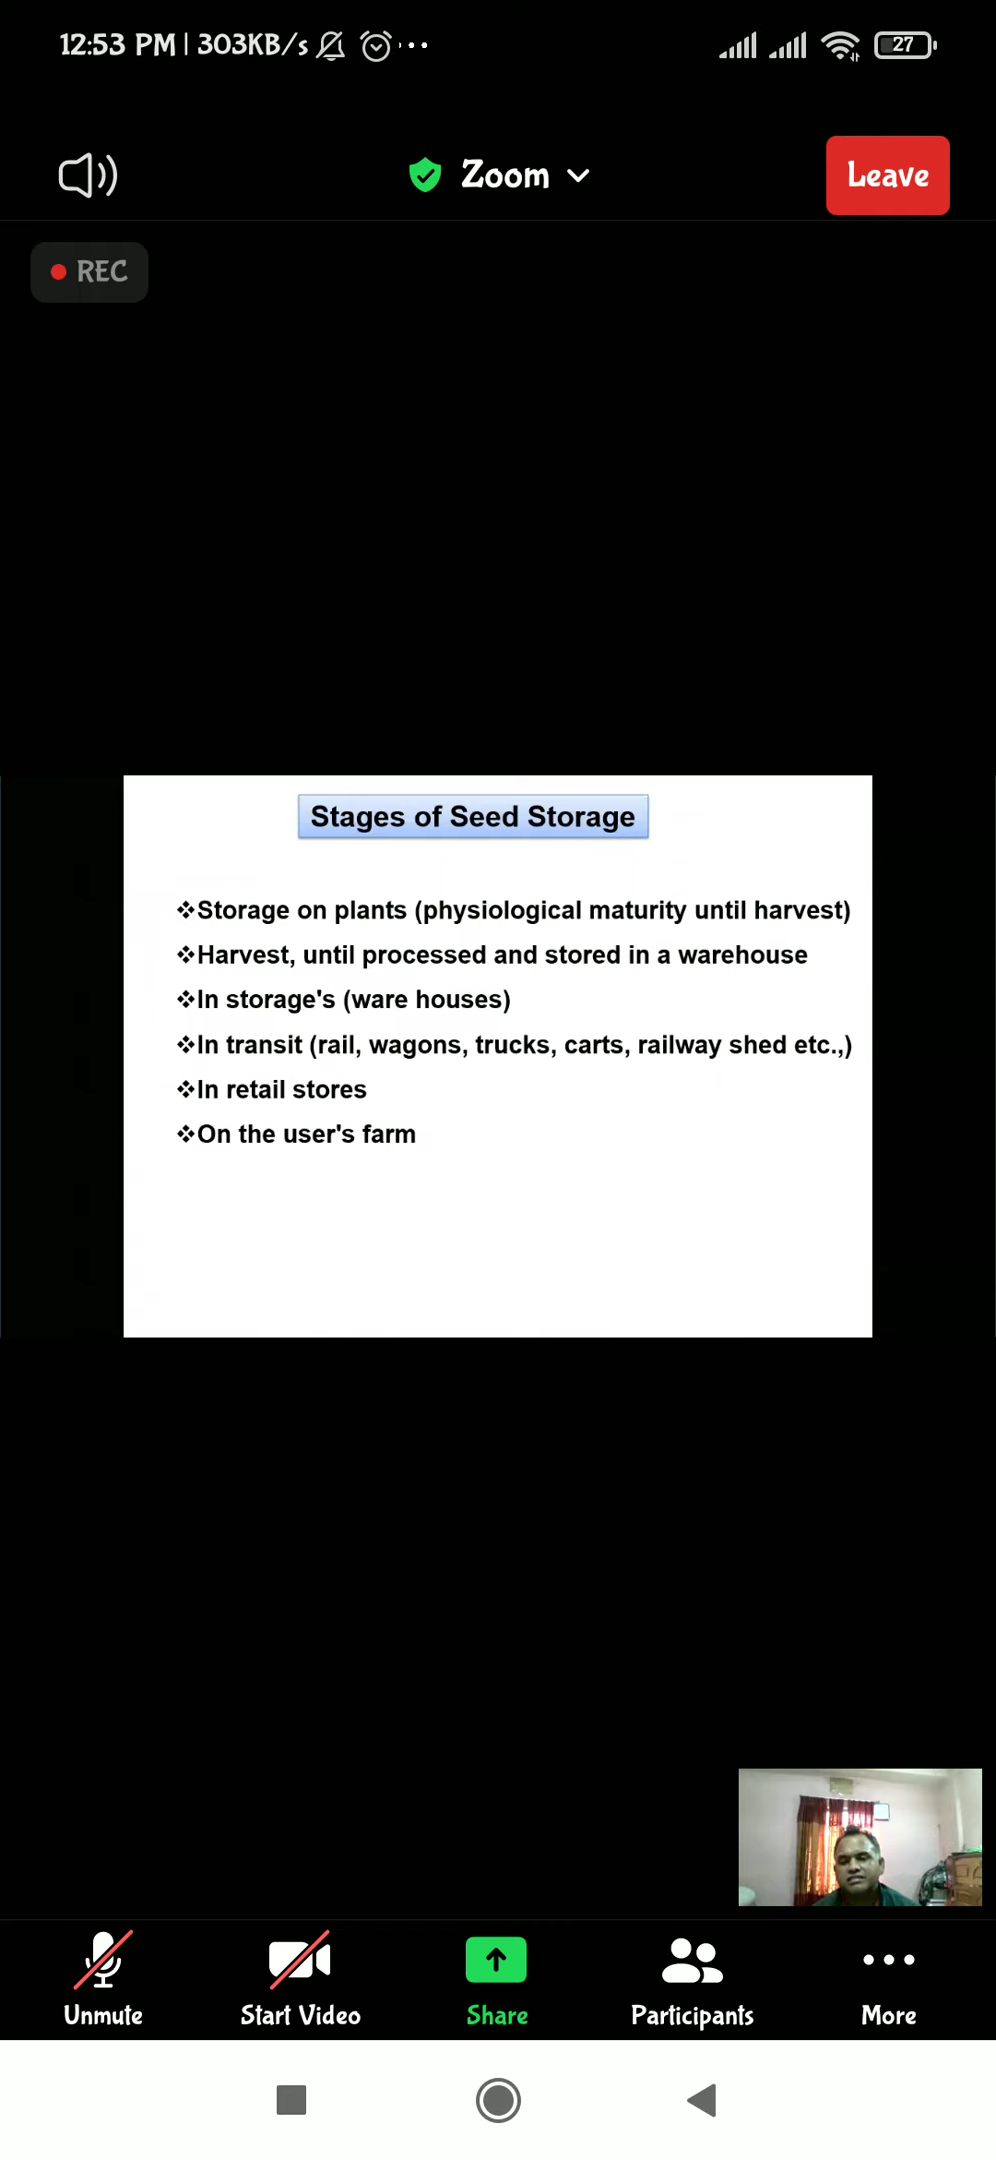 12:53 PM | 303KB/s ... 27
Zoom
Leave
REC
Stages of Seed Storage
❖Storage on plants (physiological maturity until harvest)
❖Harvest, until processed and stored in a warehouse
❖In storage's (ware houses)
❖In transit (rail, wagons, trucks, carts, railway shed etc.,)
❖In retail stores
❖On the user's farm
Unmute Start Video Share Participants More